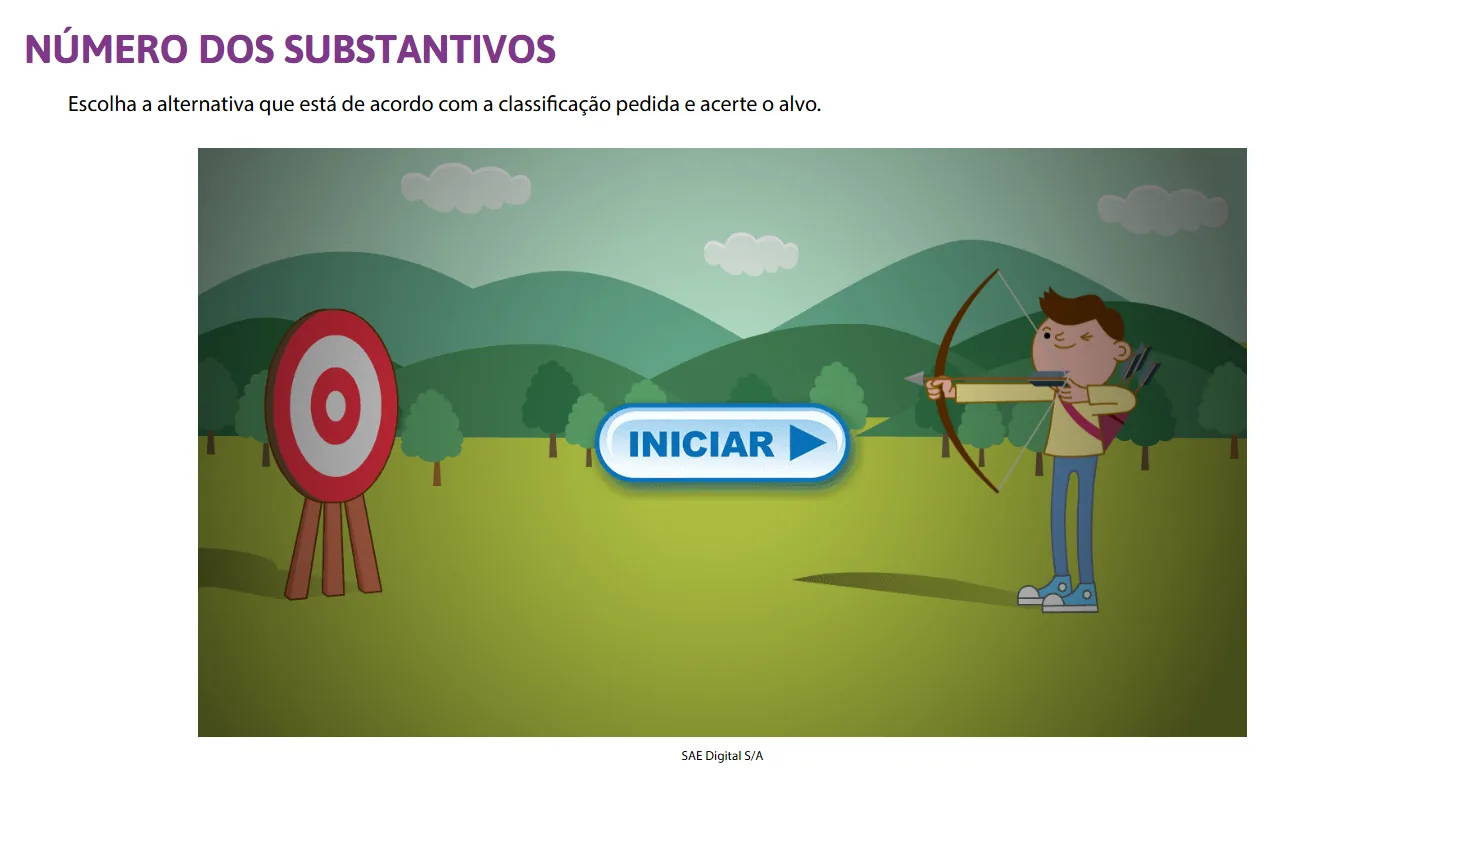 NÚMERO DOS SUBSTANTIVOS
Escolha a alternativa que está de acordo com a classificação pedida e acerte o alvo.
INICIAR
SAE Digital S/A